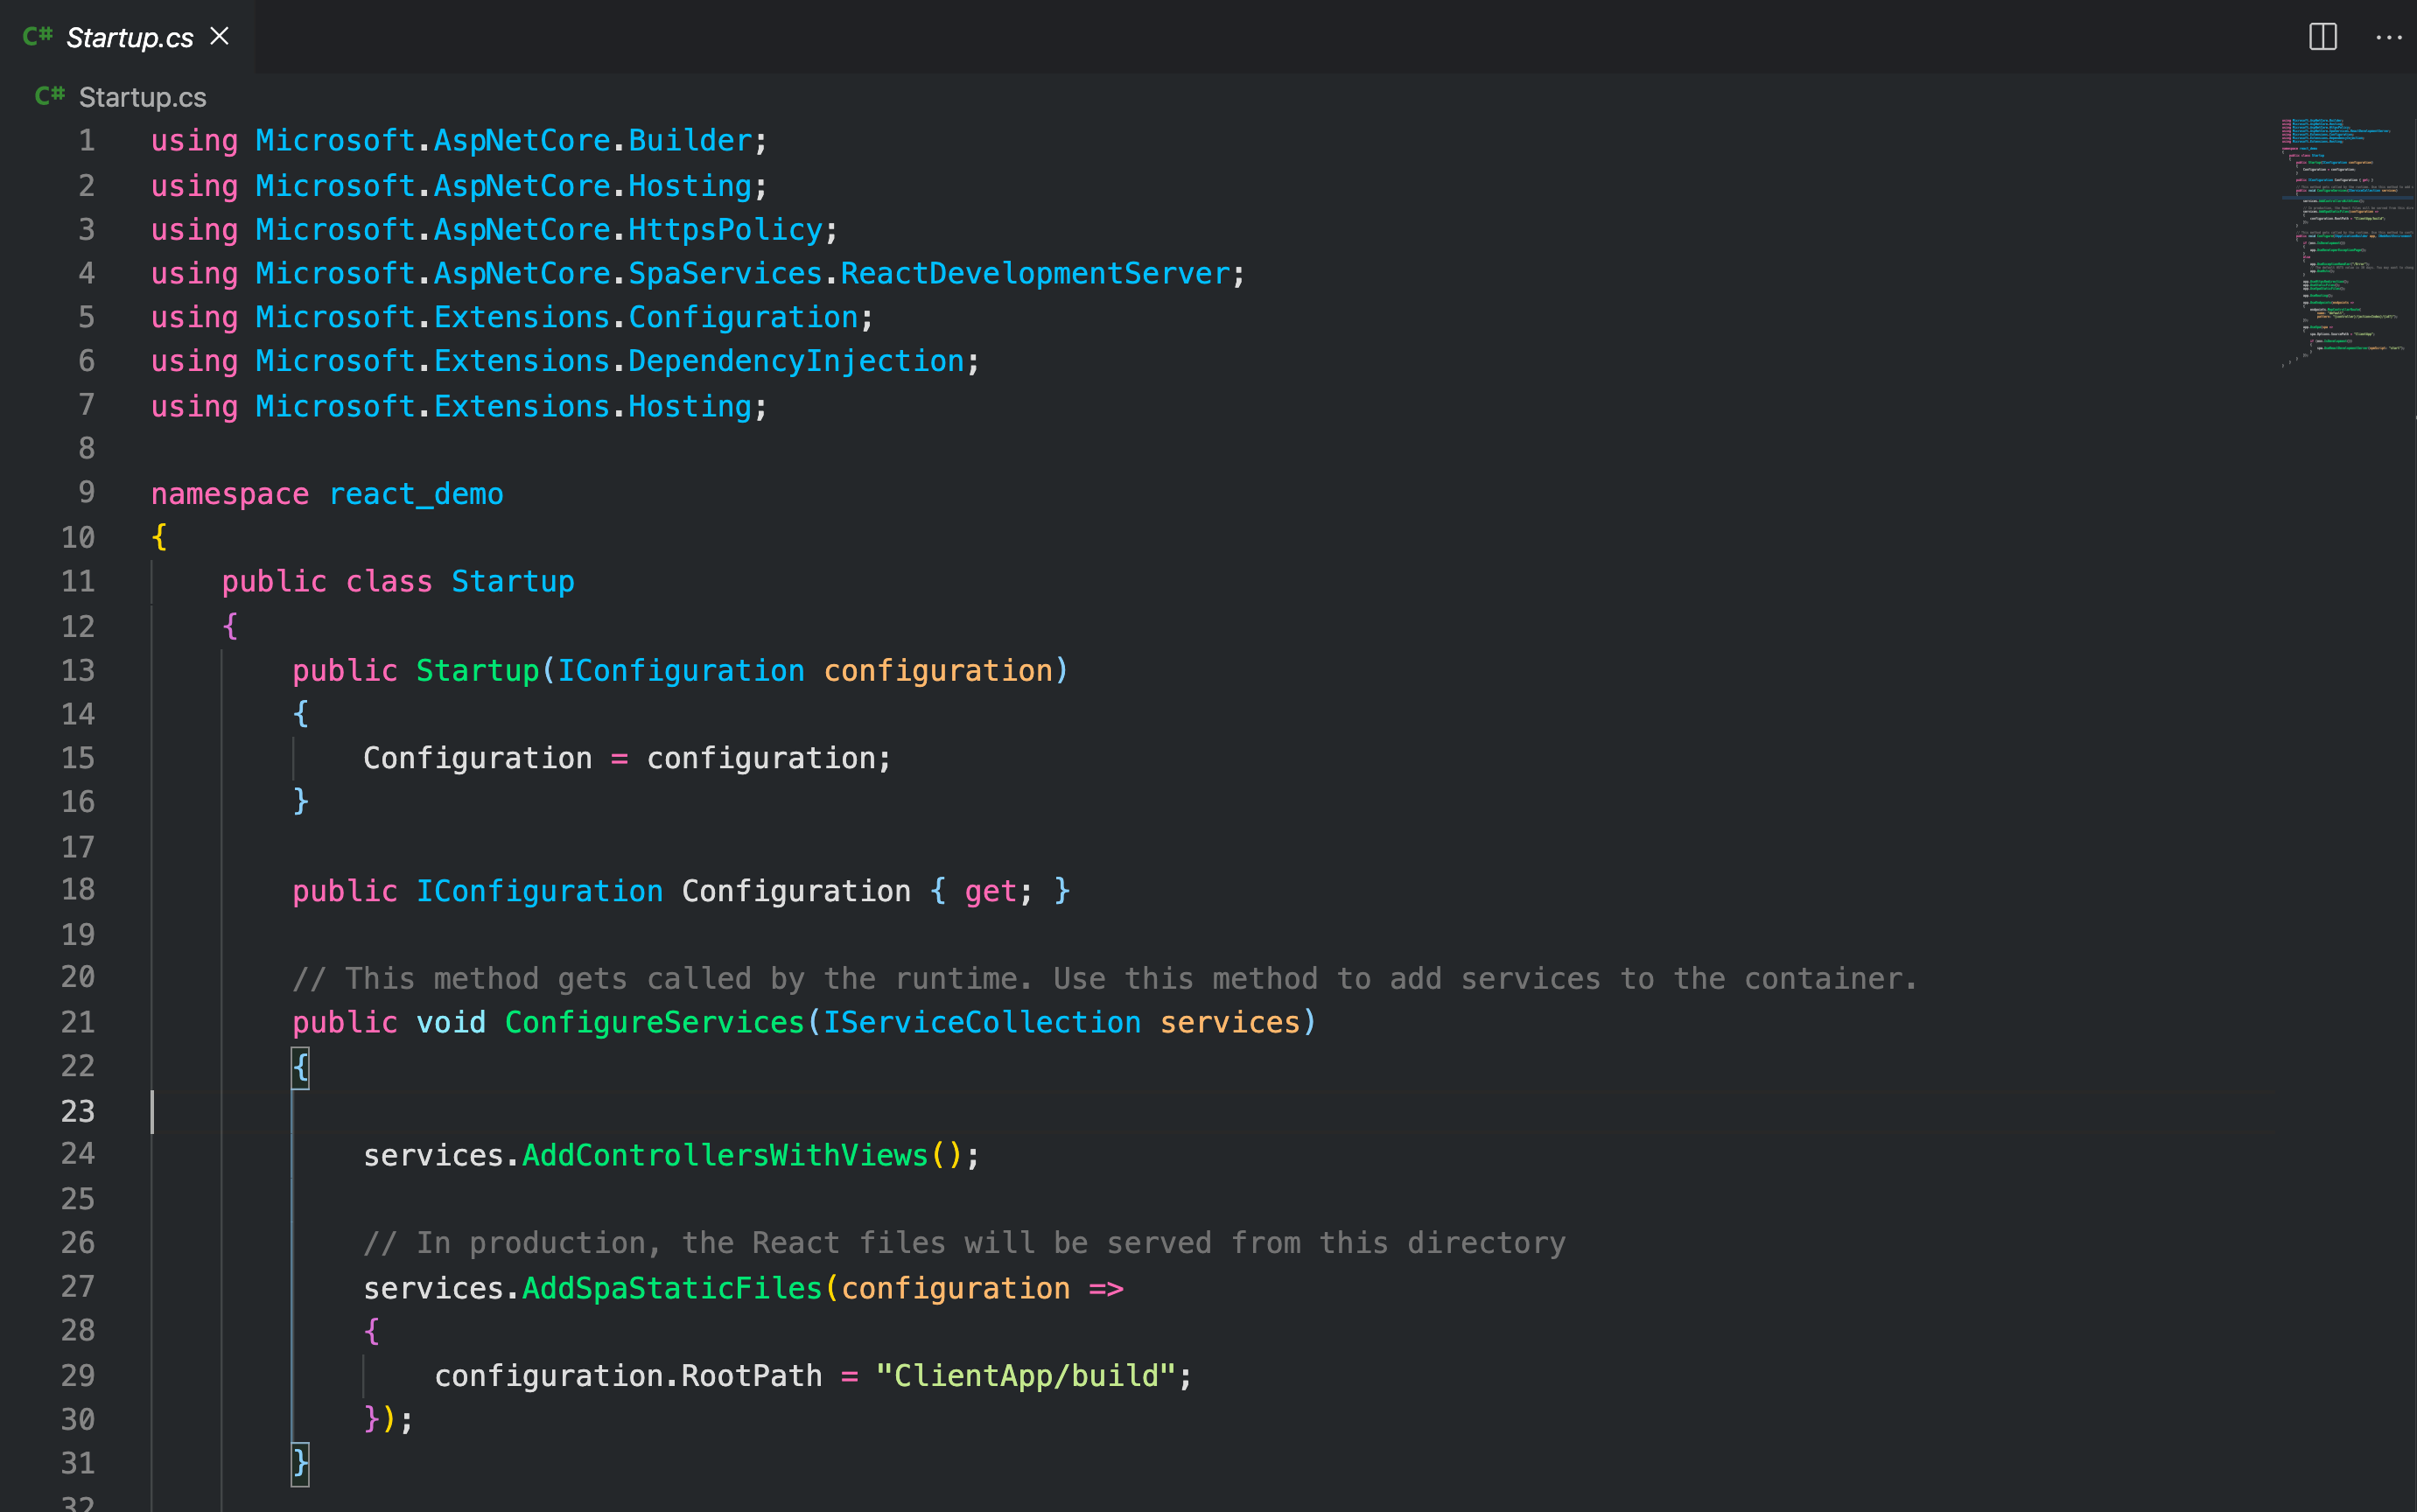 C# Startup.cs
C# Startup.cs
1 using Microsoft.AspNetCore.Builder;
2 using Microsoft.AspNetCore.Hosting;
3 using Microsoft.AspNetCore.HttpsPolicy;
4 using Microsoft.AspNetCore.SpaServices.ReactDevelopmentServer;
5 using Microsoft.Extensions.Configuration;
6 using Microsoft.Extensions.DependencyInjection;
7 using Microsoft.Extensions.Hosting;
8
9 namespace react_demo
10 {
11     public class Startup
12     {
13         public Startup(IConfiguration configuration)
14         {
15             Configuration = configuration;
16         }
17
18         public IConfiguration Configuration { get; }
19
20         // This method gets called by the runtime. Use this method to add services to the container.
21         public void ConfigureServices(IServiceCollection services)
22         {
23
24             services.AddControllersWithViews();
25
26             // In production, the React files will be served from this directory
27             services.AddSpaStaticFiles(configuration =>
28             {
29                 configuration.RootPath = "ClientApp/build";
30             });
31         }
32